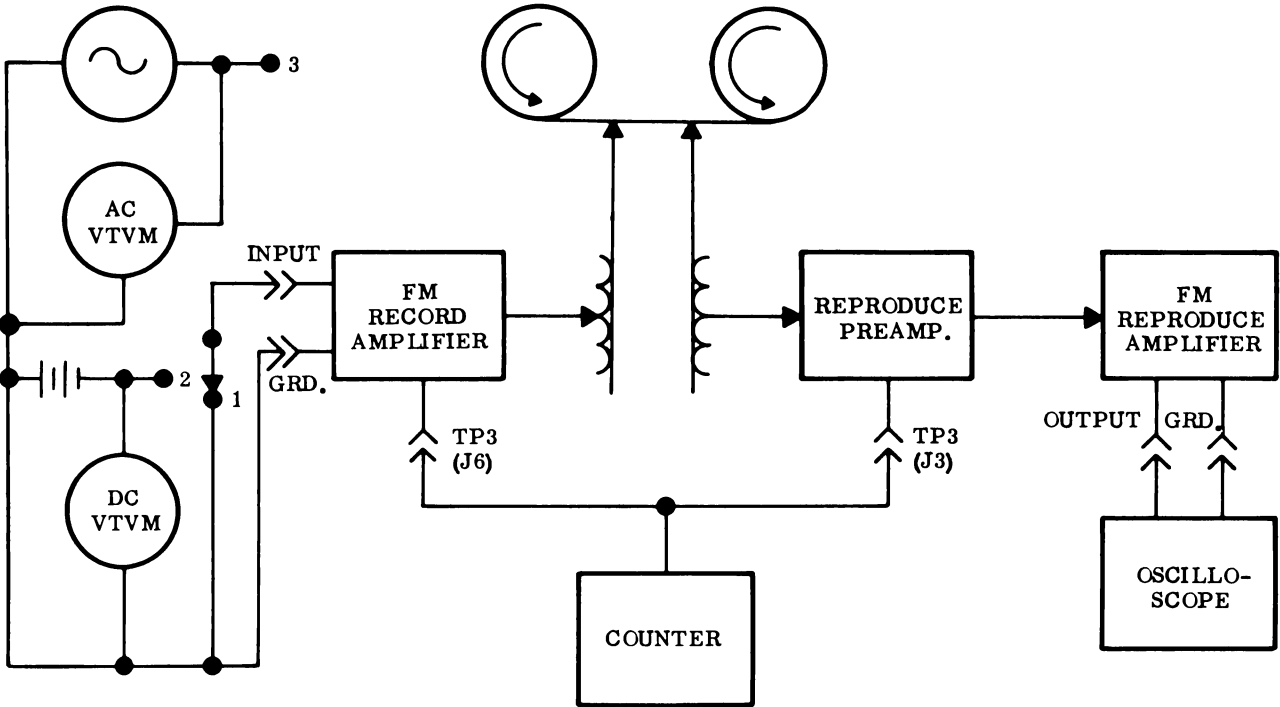 3
AC
VTVM
INPUT
FM
RECORD
AMPLIFIER
GRD.
REPRODUCE
PREAMP.
FM
REPRODUCE
AMPLIFIER
2
1
TP3
(J6)
TP3
(J3)
OUTPUT
GRD.
DC
VTVM
COUNTER
OSCILLO-
SCOPE